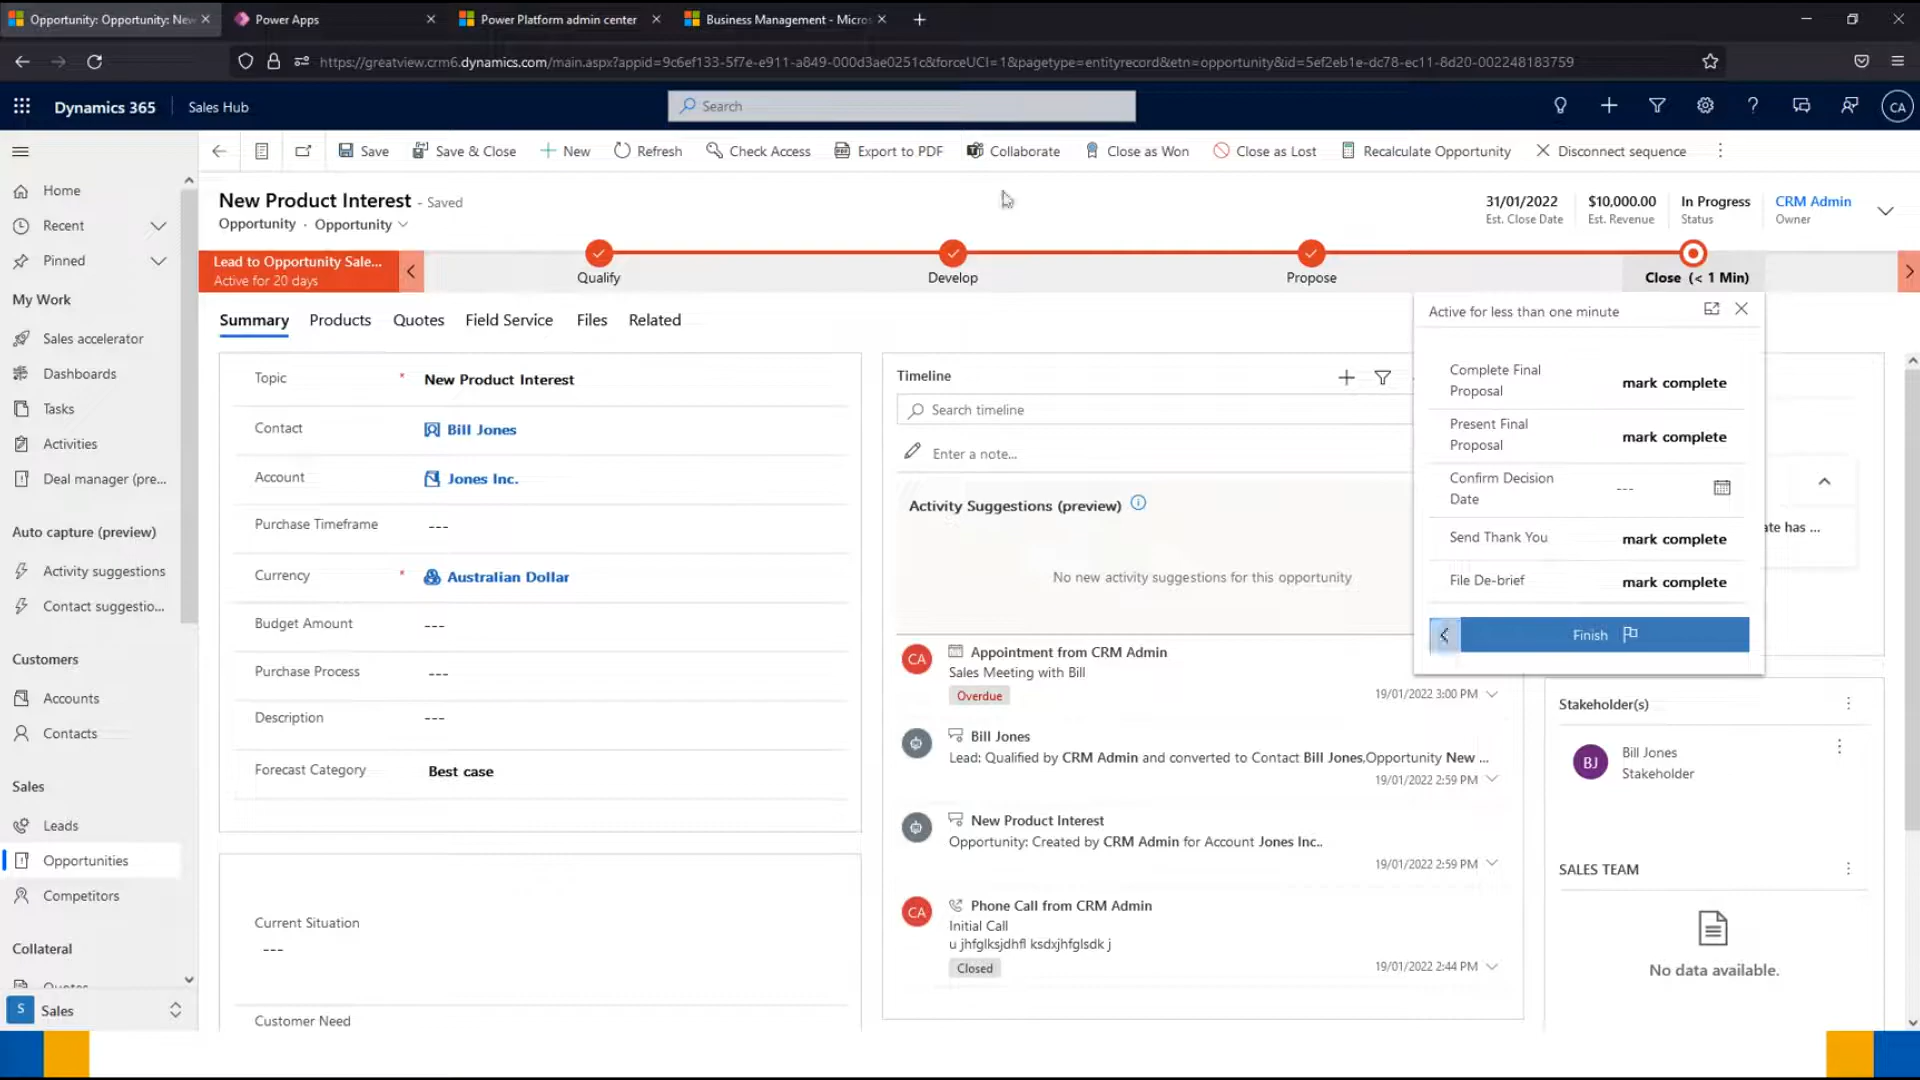 Opportunity: Opportunity: New
Power Apps
Power Platform admin center
Business Management - Micros
https://greatview.crm6.dynamics.com/main.aspx?appid=9c6ef133-5f7e-e911-a849-000d3ae0251c&forceUCI=1&pagetype=entityrecord&etn=opportunity&id=5ef2eb1e-dc78-ec11-8d20-002248183759
Dynamics 365
Sales Hub
Search
CA
Save
Save & Close
New
Refresh
Check Access
Export to PDF
Collaborate
Close as Won
Close as Lost
Recalculate Opportunity
Disconnect sequence
Home
Recent
Pinned
My Work
Sales accelerator
Dashboards
Tasks
Activities
Deal manager (pre...
Auto capture (preview)
Activity suggestions
Contact suggestio...
Customers
Accounts
Contacts
Sales
Leads
Opportunities
Competitors
Collateral
Quotes
S
Sales
New Product Interest - Saved
Opportunity · Opportunity
31/01/2022
Est. Close Date
$10,000.00
Est. Revenue
In Progress
Status
CRM Admin
Owner
Lead to Opportunity Sale...
Active for 20 days
Qualify
Develop
Propose
Close (< 1 Min)
Summary
Products
Quotes
Field Service
Files
Related
Topic * New Product Interest
Contact Bill Jones
Account Jones Inc.
Purchase Timeframe ---
Currency * Australian Dollar
Budget Amount ---
Purchase Process ---
Description ---
Forecast Category Best case
Current Situation
---
Customer Need
Timeline
Search timeline
Enter a note...
Activity Suggestions (preview)
No new activity suggestions for this opportunity
CA
Appointment from CRM Admin
Sales Meeting with Bill
Overdue
19/01/2022 3:00 PM
Bill Jones
Lead: Qualified by CRM Admin and converted to Contact Bill Jones,Opportunity New ...
19/01/2022 2:59 PM
New Product Interest
Opportunity: Created by CRM Admin for Account Jones Inc..
19/01/2022 2:59 PM
CA
Phone Call from CRM Admin
Initial Call
u jhfglksjdhfl ksdxjhfglsdk j
Closed
19/01/2022 2:44 PM
Active for less than one minute
Complete Final
Proposal
mark complete
Present Final
Proposal
mark complete
Confirm Decision
Date
---
Send Thank You
mark complete
File De-brief
mark complete
Finish
ate has ...
Stakeholder(s)
BJ
Bill Jones
Stakeholder
SALES TEAM
No data available.